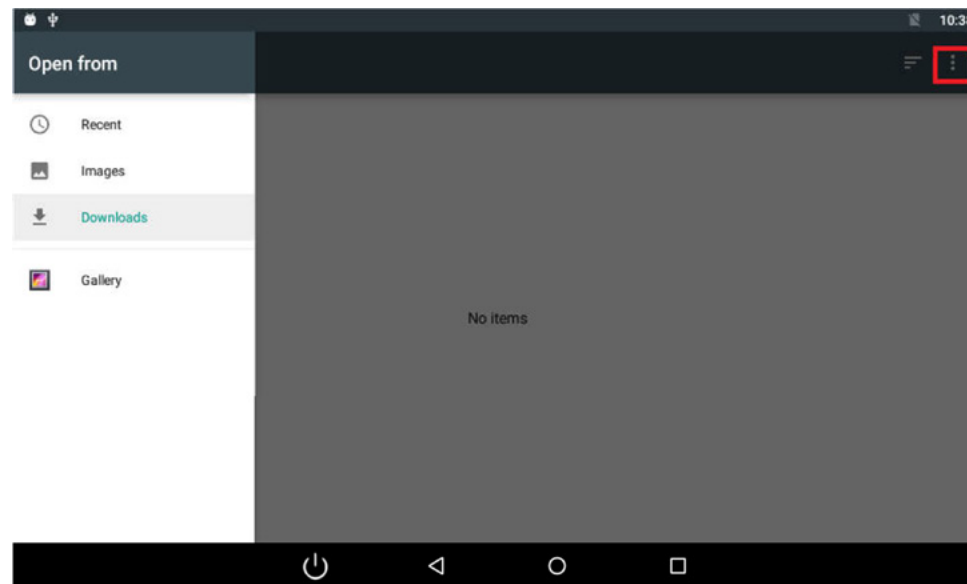 10:3
Open from
Recent
Images
Downloads
Gallery
No items